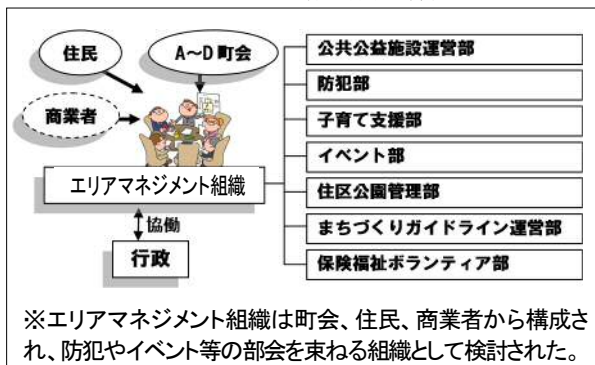 住民
A~D町会
商業者
エリアマネジメント組織
協働
行政
公共公益施設運営部
防犯部
子育て支援部
イベント部
住区公園管理部
まちづくりガイドライン運営部
保険福祉ボランティア部
※エリアマネジメント組織は町会、住民、商業者から構成さ
れ、防犯やイベント等の部会を束ねる組織として検討された。